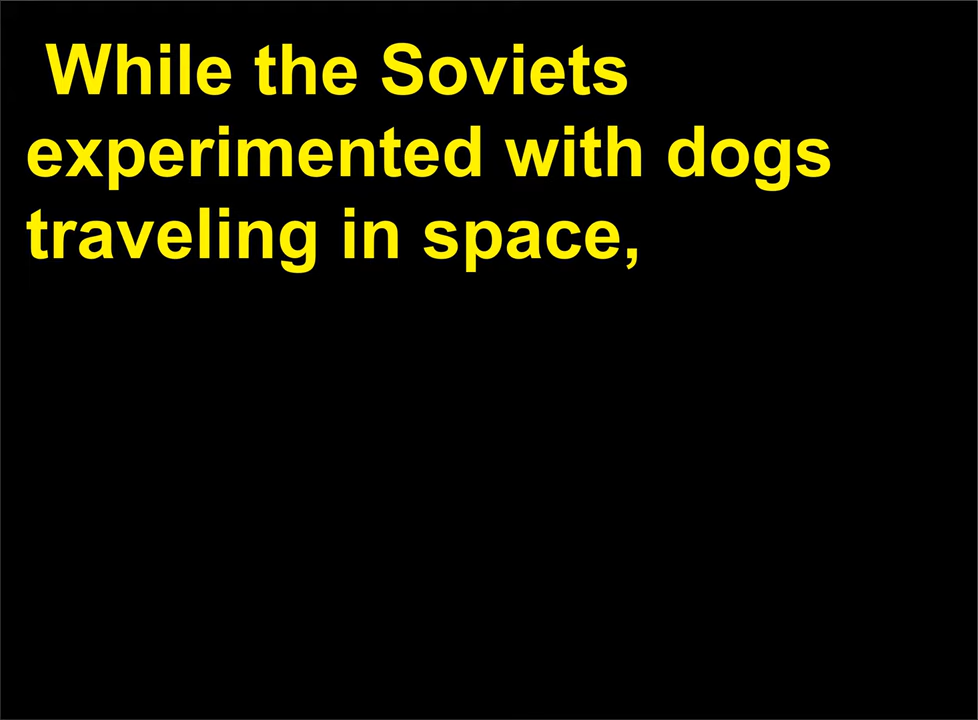 While the Soviets
experimented with dogs
traveling in space,